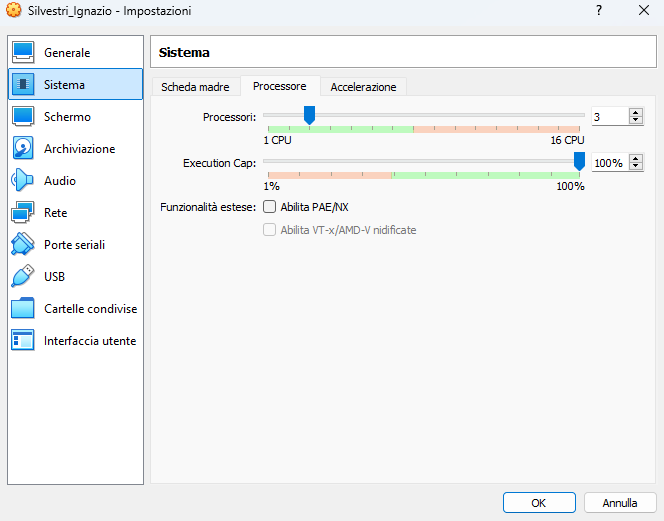 Silvestri_Ignazio - Impostazioni
?
Generale
Sistema
Schermo
Archiviazione
Audio
Rete
Porte seriali
USB
Cartelle condivise
Interfaccia utente
Sistema
Scheda madre Processore Accelerazione
Processori: 3
1 CPU 16 CPU
Execution Cap: 100%
1% 100%
Funzionalità estese: Abilita PAE/NX
Abilita VT-x/AMD-V nidificate
OK Annulla